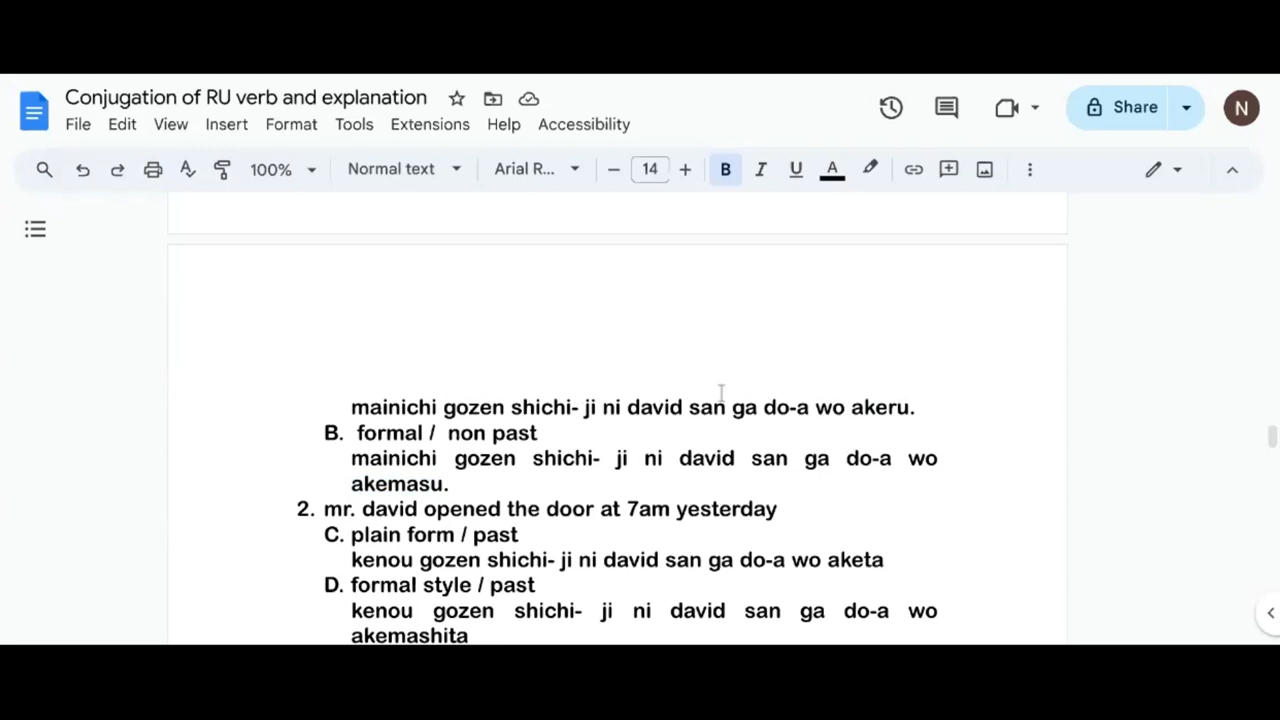 Conjugation of RU verb and explanation
File Edit View Insert Format Tools Extensions Help Accessibility
Share
N
100% Normal text Arial R... 14 B I U A
mainichi gozen shichi- ji ni david san ga do-a wo akeru.
B. formal / non past
mainichi gozen shichi- ji ni david san ga do-a wo
akemasu.
2. mr. david opened the door at 7am yesterday
C. plain form / past
kenou gozen shichi- ji ni david san ga do-a wo aketa
D. formal style / past
kenou gozen shichi- ji ni david san ga do-a wo
akemashita